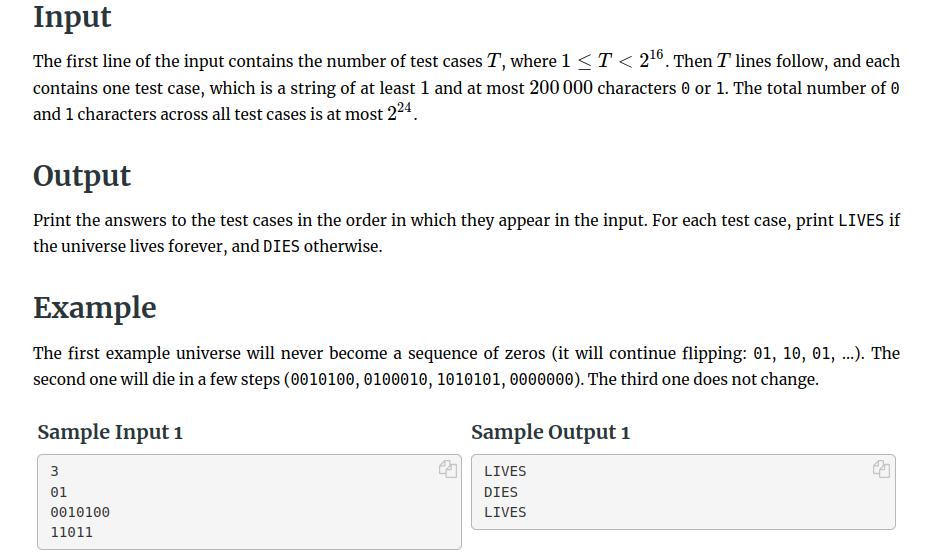 Input
The first line of the input contains the number of test cases T, where 1 ≤ T < 2^16. Then T lines follow, and each
contains one test case, which is a string of at least 1 and at most 200 000 characters 0 or 1. The total number of 0
and 1 characters across all test cases is at most 2^24.
Output
Print the answers to the test cases in the order in which they appear in the input. For each test case, print LIVES if
the universe lives forever, and DIES otherwise.
Example
The first example universe will never become a sequence of zeros (it will continue flipping: 01, 10, 01, ...). The
second one will die in a few steps (0010100, 0100010, 1010101, 0000000). The third one does not change.
Sample Input 1
3
01
0010100
11011
Sample Output 1
LIVES
DIES
LIVES